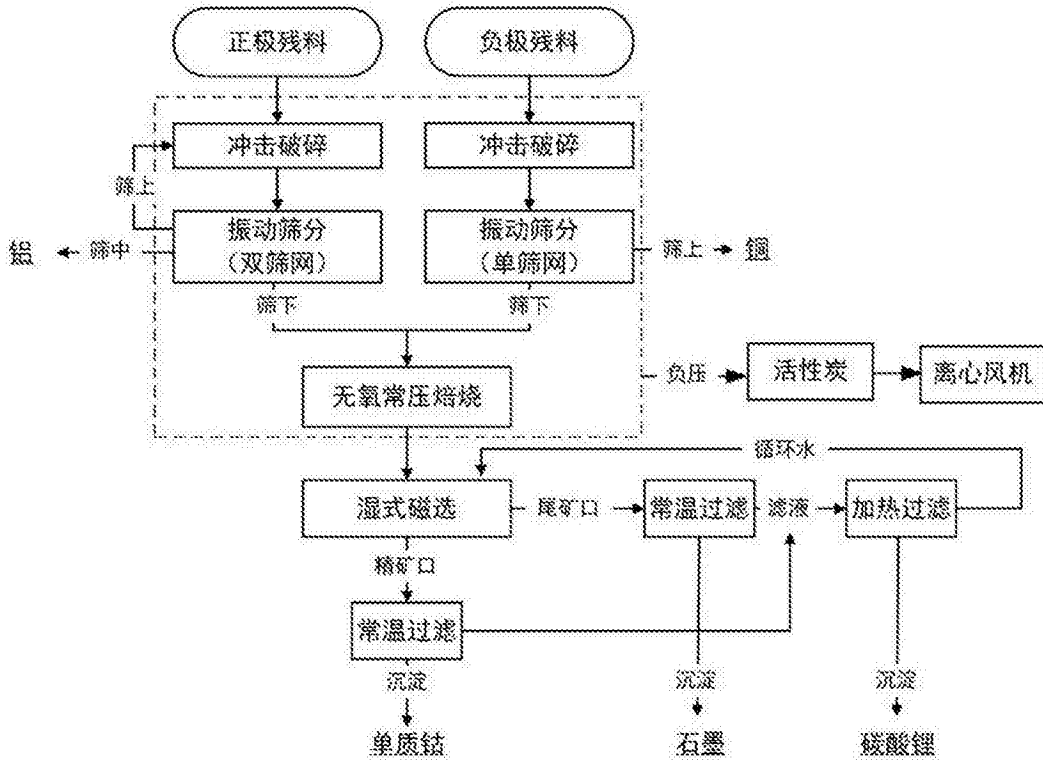 正极残料
负极残料
冲击破碎
冲击破碎
筛上
振动筛分
（双筛网）
振动筛分
（单筛网）
铝
筛中
筛上
铜
筛下
筛下
无氧常压焙烧
负压
活性炭
离心风机
循环水
湿式磁选
尾矿口
常温过滤
滤液
加热过滤
精矿口
常温过滤
沉淀
沉淀
沉淀
单质钴
石墨
碳酸锂